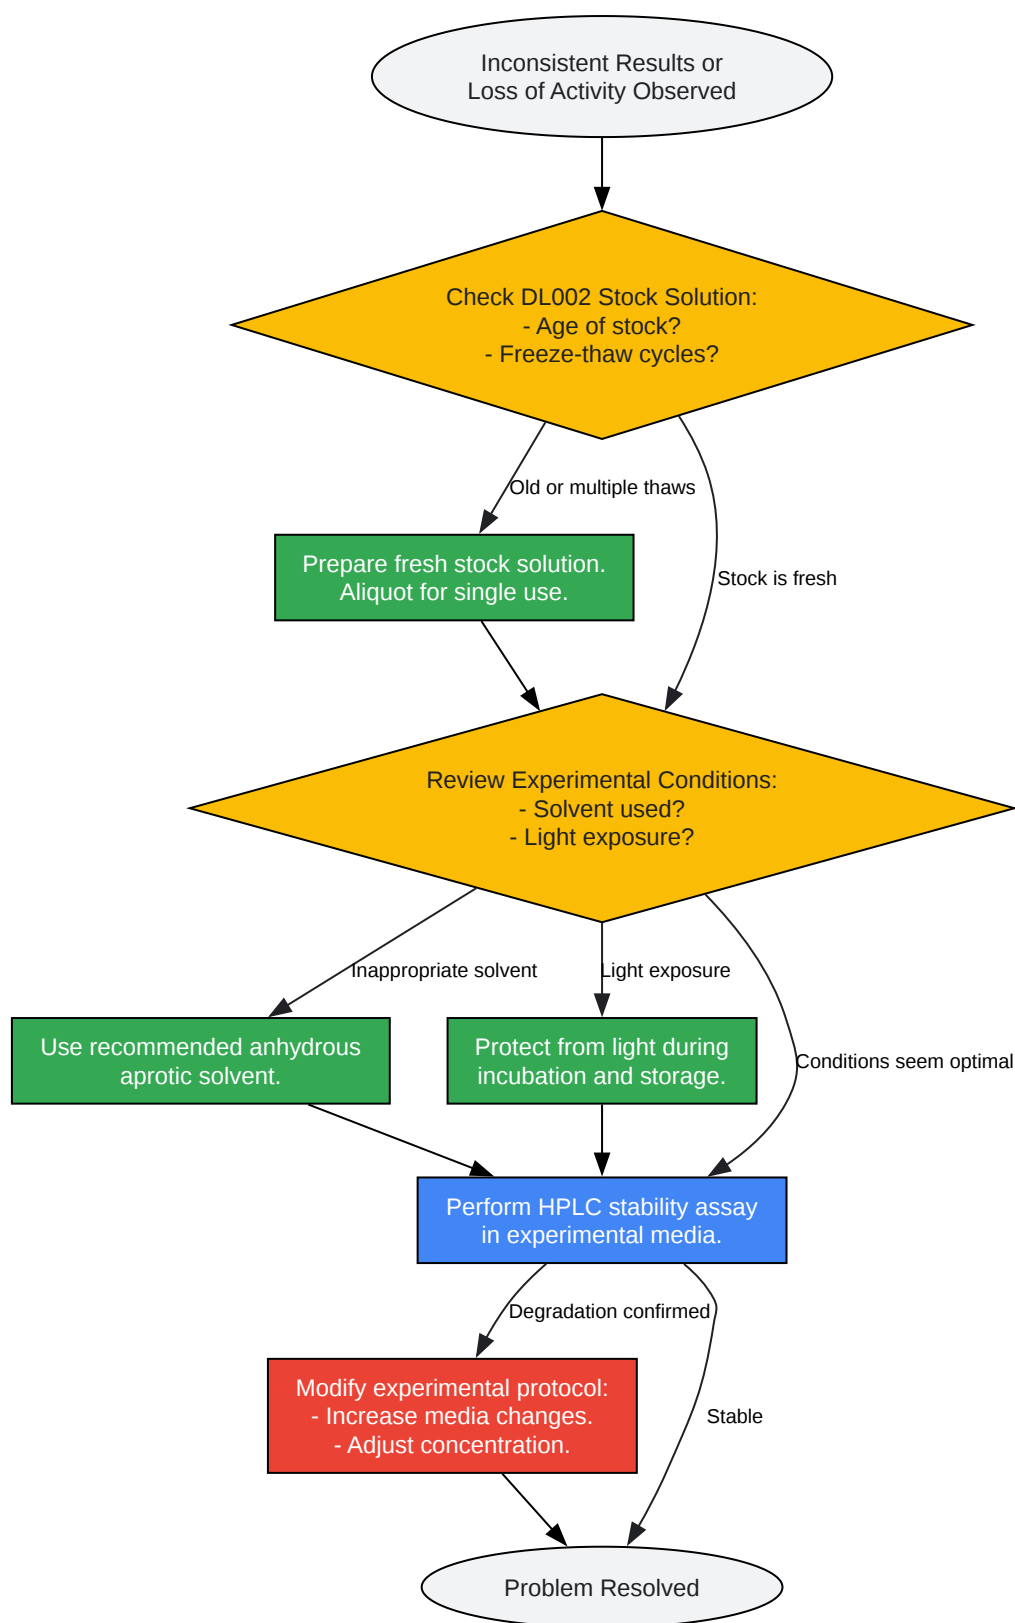 Inconsistent Results or
Loss of Activity Observed
Check DL002 Stock Solution:
- Age of stock?
- Freeze-thaw cycles?
Old or multiple thaws
Prepare fresh stock solution.
Aliquot for single use.
Stock is fresh
Review Experimental Conditions:
- Solvent used?
- Light exposure?
Inappropriate solvent
Light exposure
Use recommended anhydrous
aprotic solvent.
Protect from light during
incubation and storage.
Conditions seem optimal
Perform HPLC stability assay
in experimental media.
Degradation confirmed
Modify experimental protocol:
- Increase media changes.
- Adjust concentration.
Stable
Problem Resolved